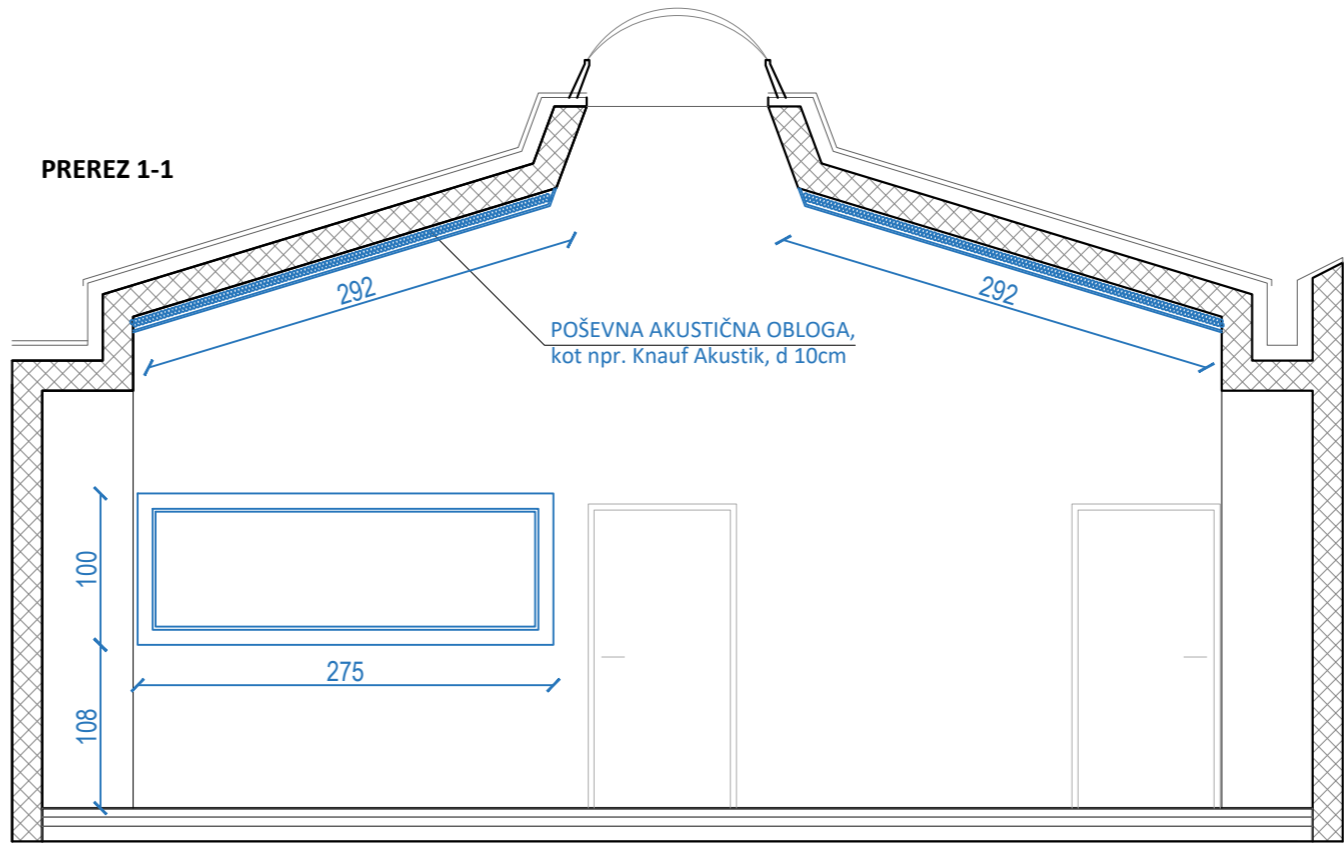 PREREZ 1-1
292
292
POŠEVNA AKUSTIČNA OBLOGA,
kot npr. Knauf Akustik, d 10cm
100
275
108